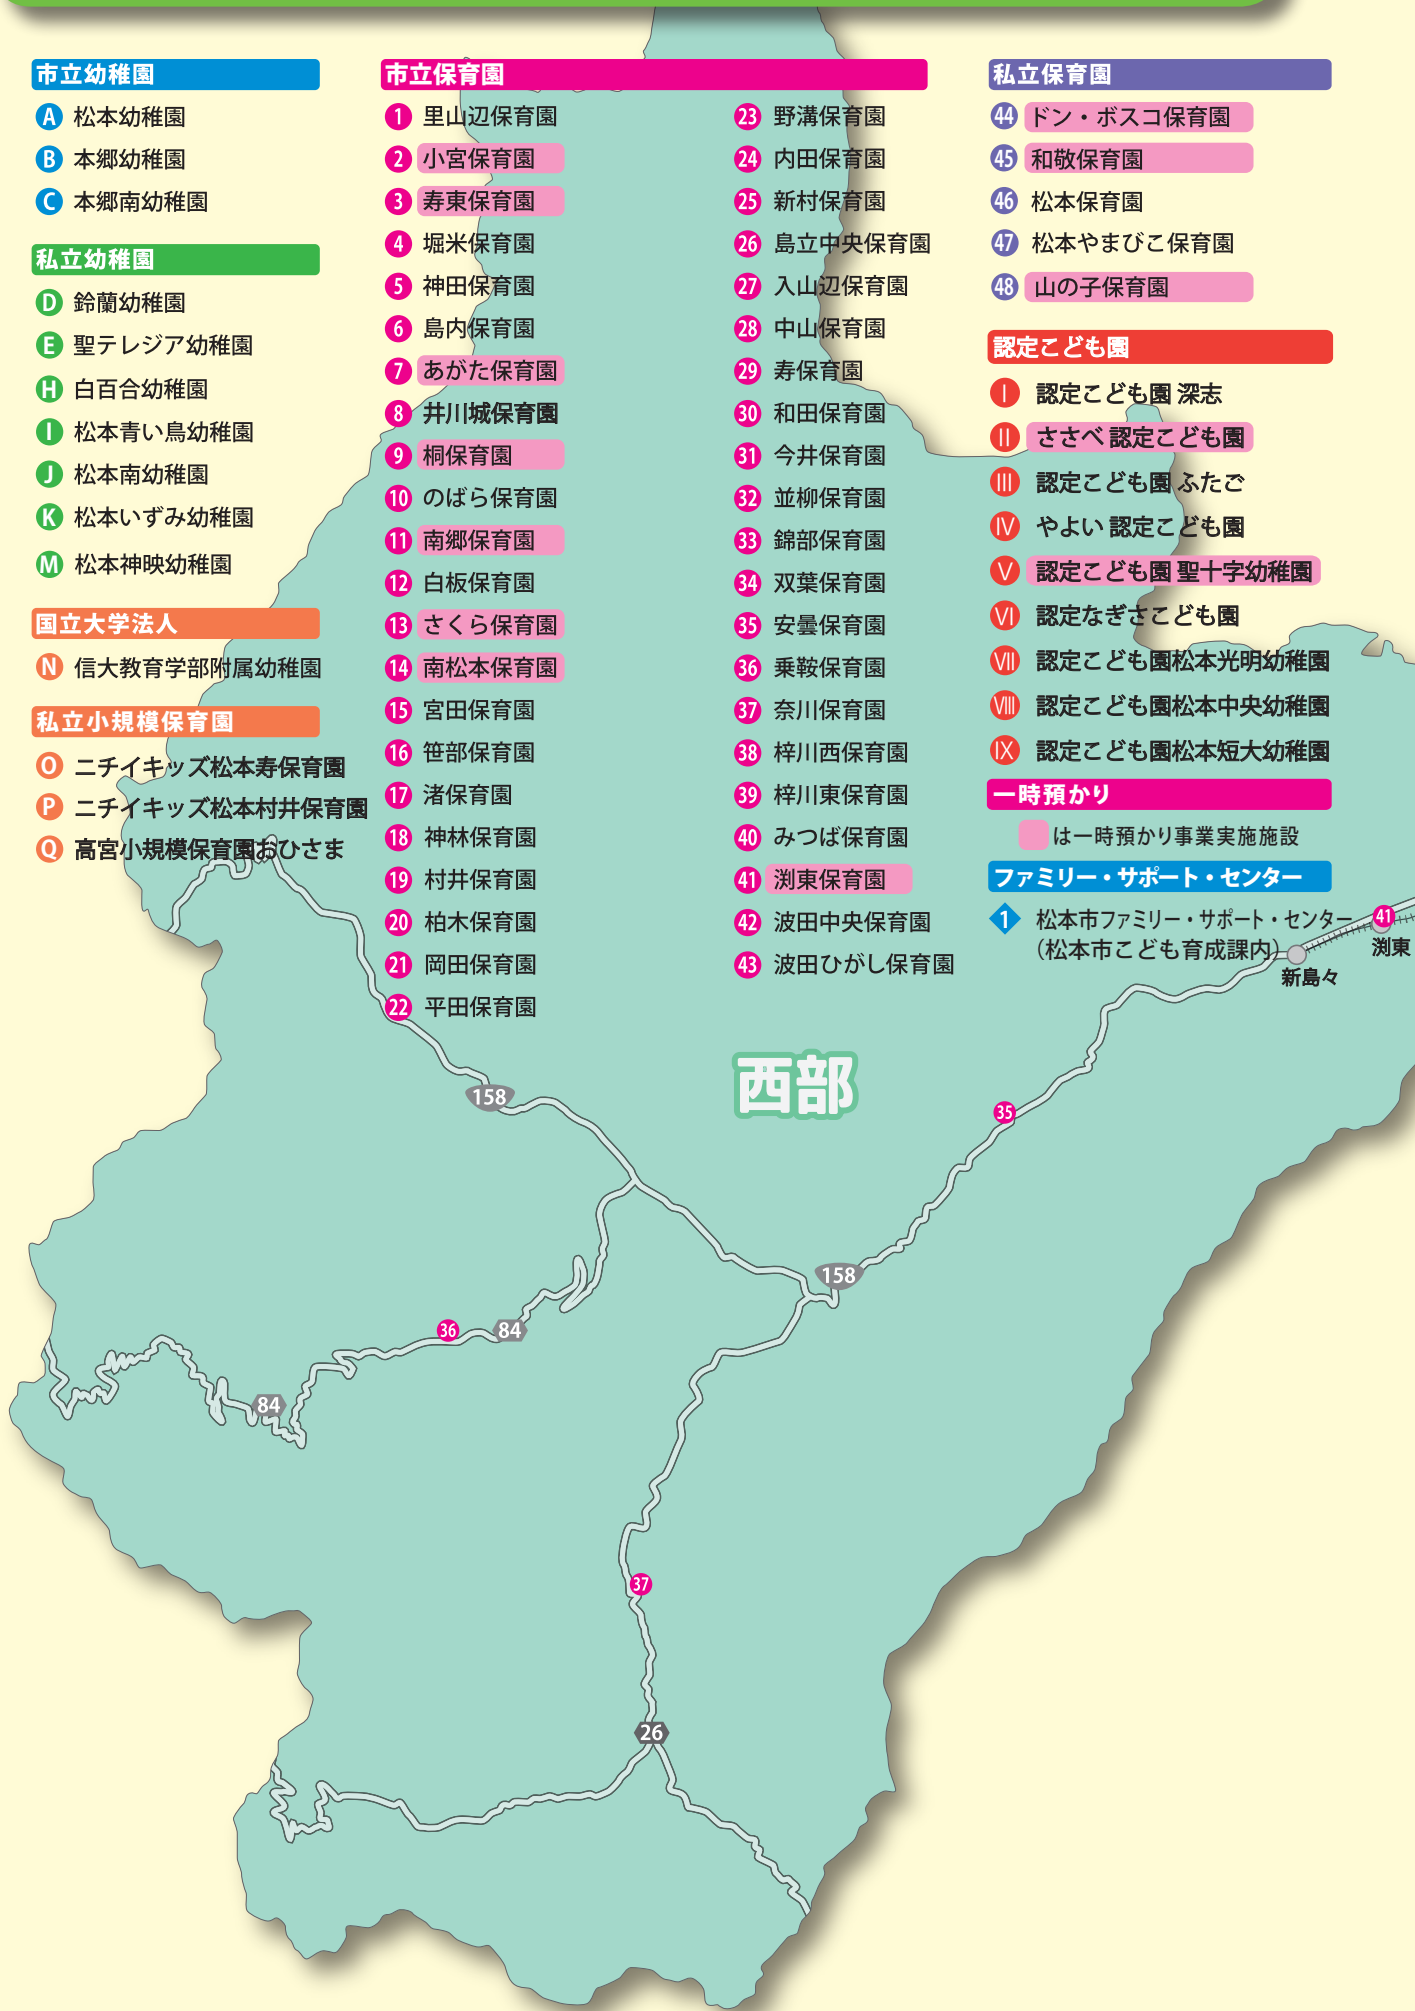 市立幼稚園
A 松本幼稚園
B 本郷幼稚園
C 本郷南幼稚園
私立幼稚園
D 鈴蘭幼稚園
E 聖テレジア幼稚園
H 白百合幼稚園
I 松本青い鳥幼稚園
J 松本南幼稚園
K 松本いずみ幼稚園
M 松本神映幼稚園
国立大学法人
N 信大教育学部附属幼稚園
私立小規模保育園
O ニチイキッズ松本寿保育園
P ニチイキッズ松本村井保育園
Q 高宮小規模保育園おひさま
市立保育園
1 里山辺保育園
2 小宮保育園
3 寿東保育園
4 堀米保育園
5 神田保育園
6 島内保育園
7 あがた保育園
8 井川城保育園
9 桐保育園
10 のばら保育園
11 南郷保育園
12 白板保育園
13 さくら保育園
14 南松本保育園
15 宮田保育園
16 笹部保育園
17 渚保育園
18 神林保育園
19 村井保育園
20 柏木保育園
21 岡田保育園
22 平田保育園
23 野溝保育園
24 内田保育園
25 新村保育園
26 島立中央保育園
27 入山辺保育園
28 中山保育園
29 寿保育園
30 和田保育園
31 今井保育園
32 並柳保育園
33 錦部保育園
34 双葉保育園
35 安曇保育園
36 乗鞍保育園
37 奈川保育園
38 梓川西保育園
39 梓川東保育園
40 みつば保育園
41 渕東保育園
42 波田中央保育園
43 波田ひがし保育園
私立保育園
44 ドン・ボスコ保育園
45 和敬保育園
46 松本保育園
47 松本やまびこ保育園
48 山の子保育園
認定こども園
I 認定こども園 深志
II ささべ 認定こども園
III 認定こども園 ふたご
IV やよい 認定こども園
V 認定こども園 聖十字幼稚園
VI 認定なぎさこども園
VII 認定こども園松本光明幼稚園
VIII 認定こども園松本中央幼稚園
IX 認定こども園松本短大幼稚園
一時預かり
は一時預かり事業実施施設
ファミリー・サポート・センター
1 松本市ファミリー・サポート・センター
(松本市こども育成課内)
41
渕東
新島々
西部
158
35
158
36
84
84
37
26